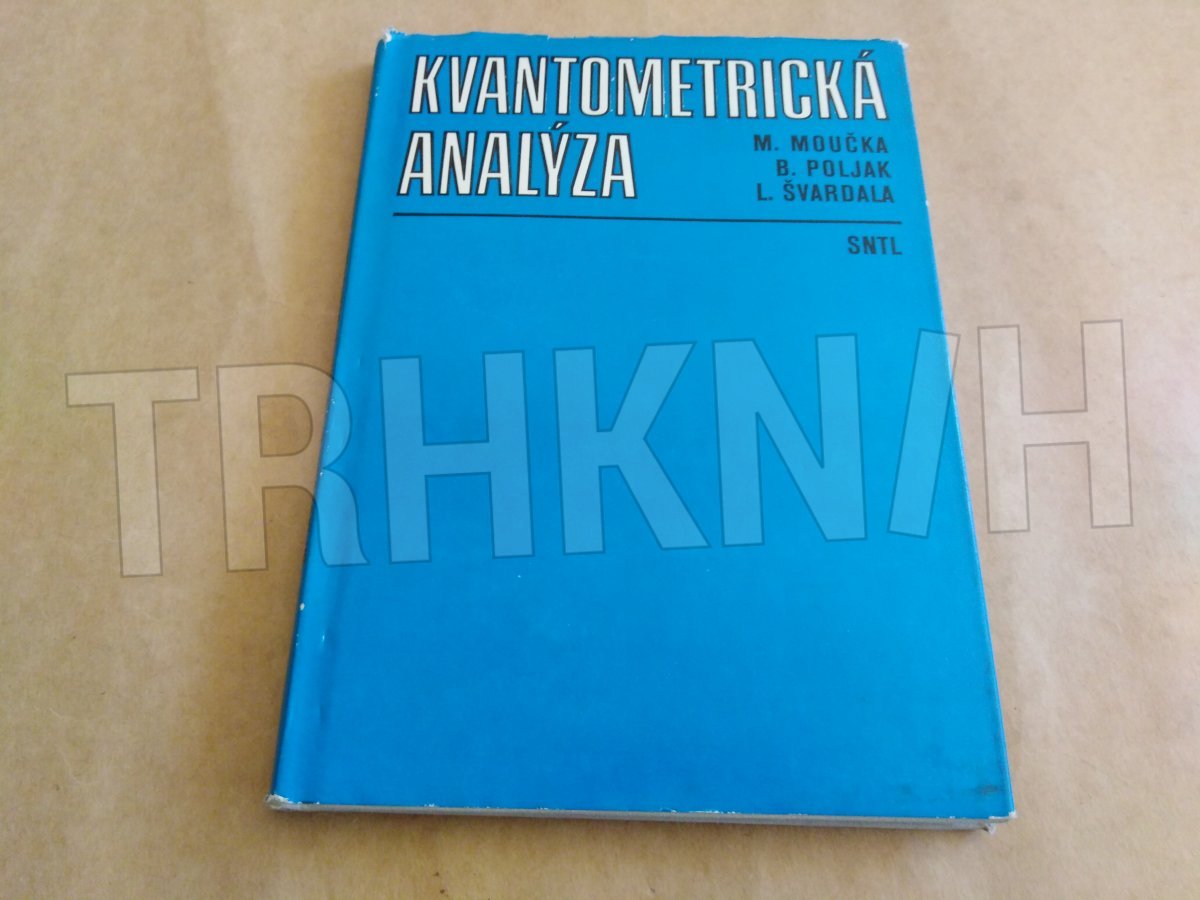 KVANTOMETRICKÁ
ANALÝZA
M. MOUČKA
B. POLJAK
L. ŠVARDALA
SNTL
TRHKNIH